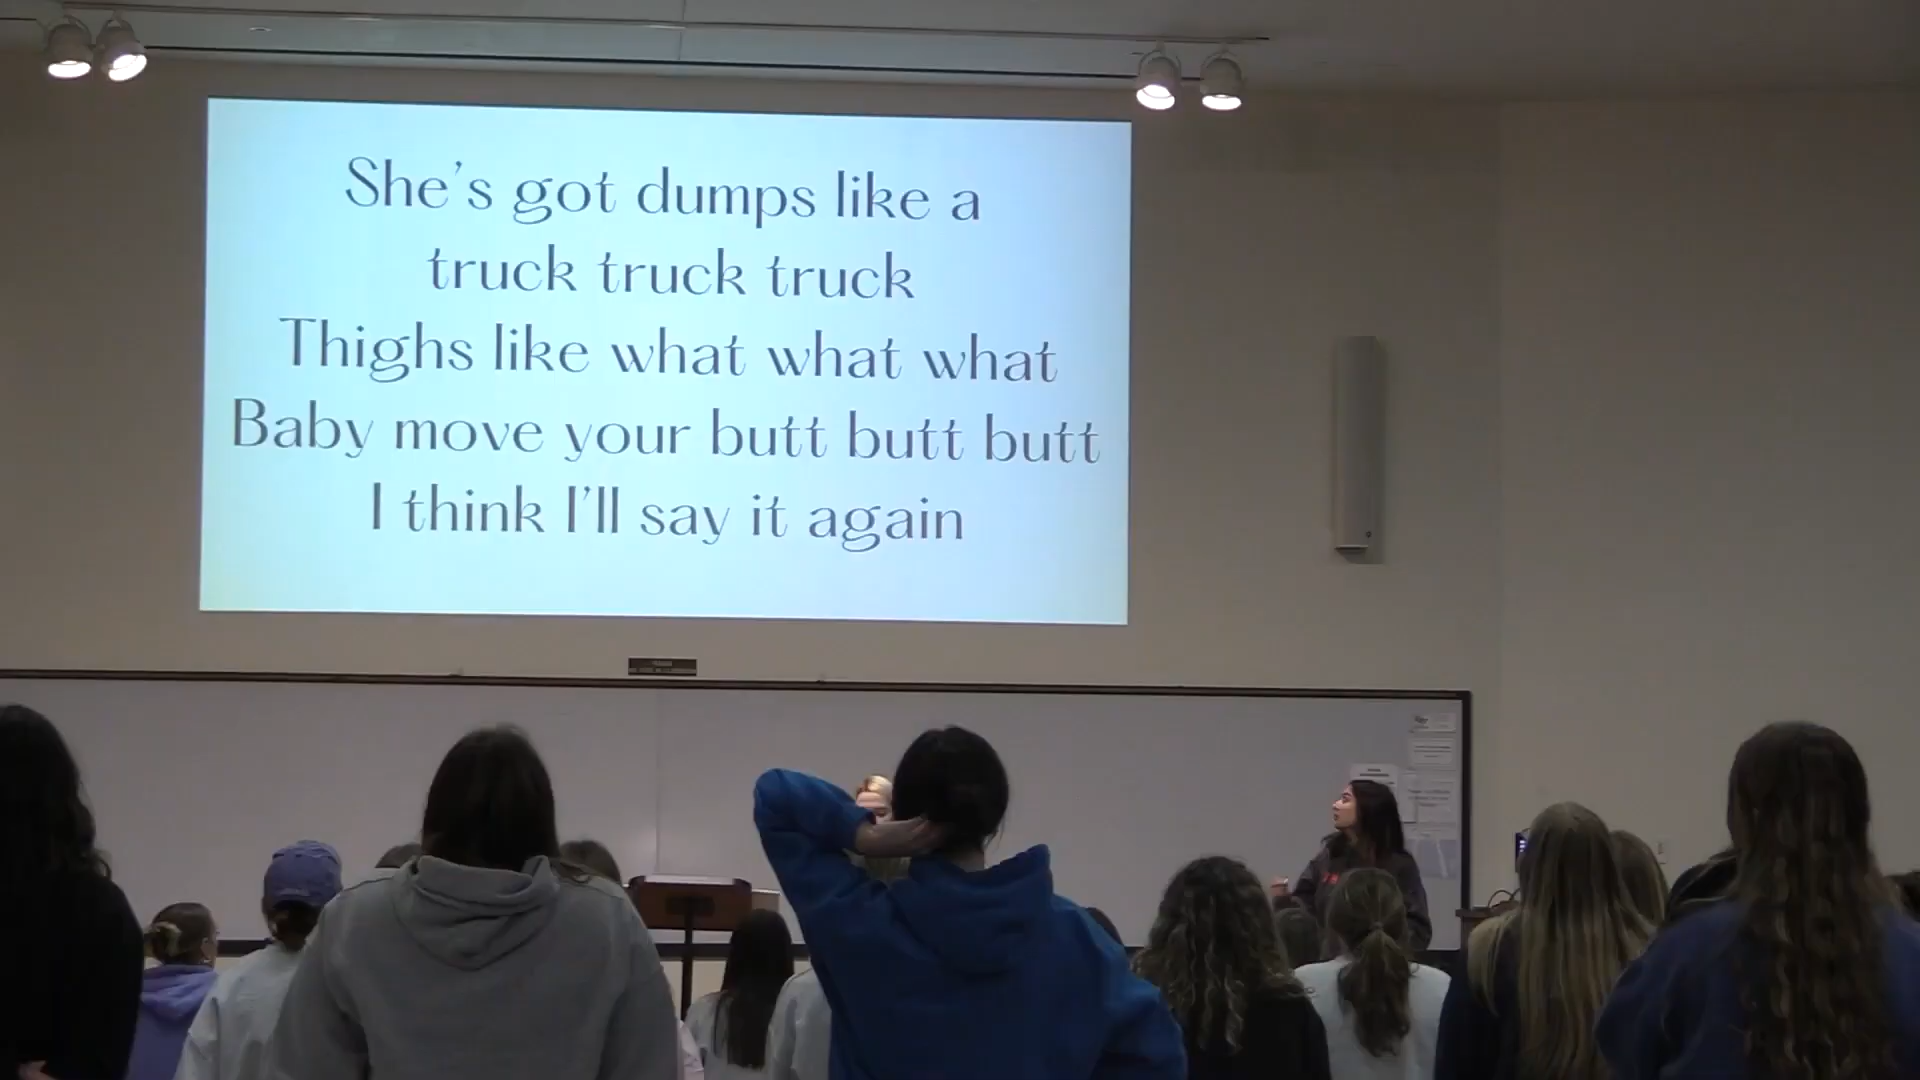 She's got dumps like a
truck truck truck
Thighs like what what what
Baby move your butt butt butt
I think I'll say it again